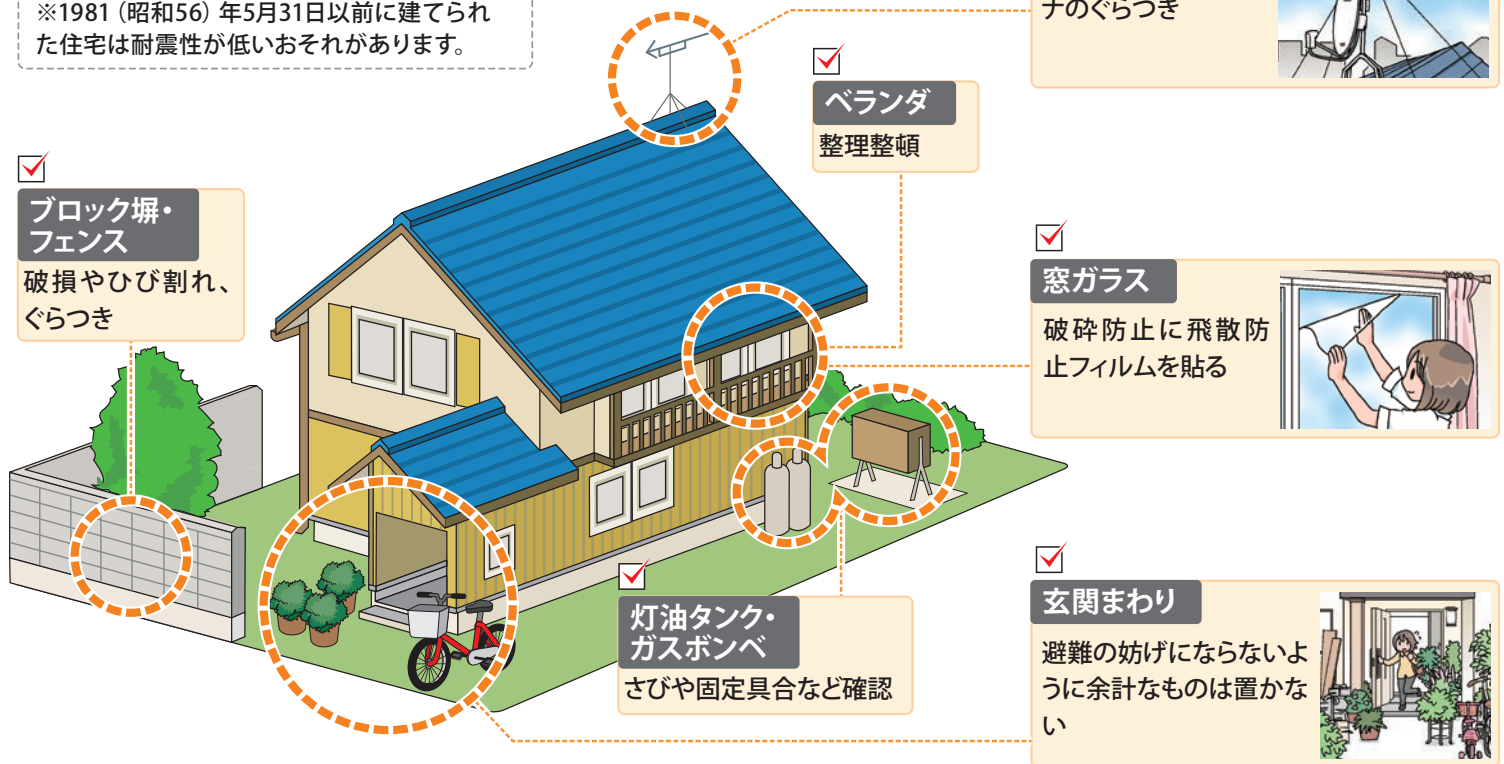 ※1981（昭和56）年5月31日以前に建てられ
た住宅は耐震性が低いおそれがあります。
ナのぐらつき
ベランダ
整理整頓
ブロック塀・
フェンス
破損やひび割れ、
ぐらつき
窓ガラス
破砕防止に飛散防
止フィルムを貼る
灯油タンク・
ガスボンベ
さびや固定具合など確認
玄関まわり
避難の妨げにならないよ
うに余計なものは置かな
い